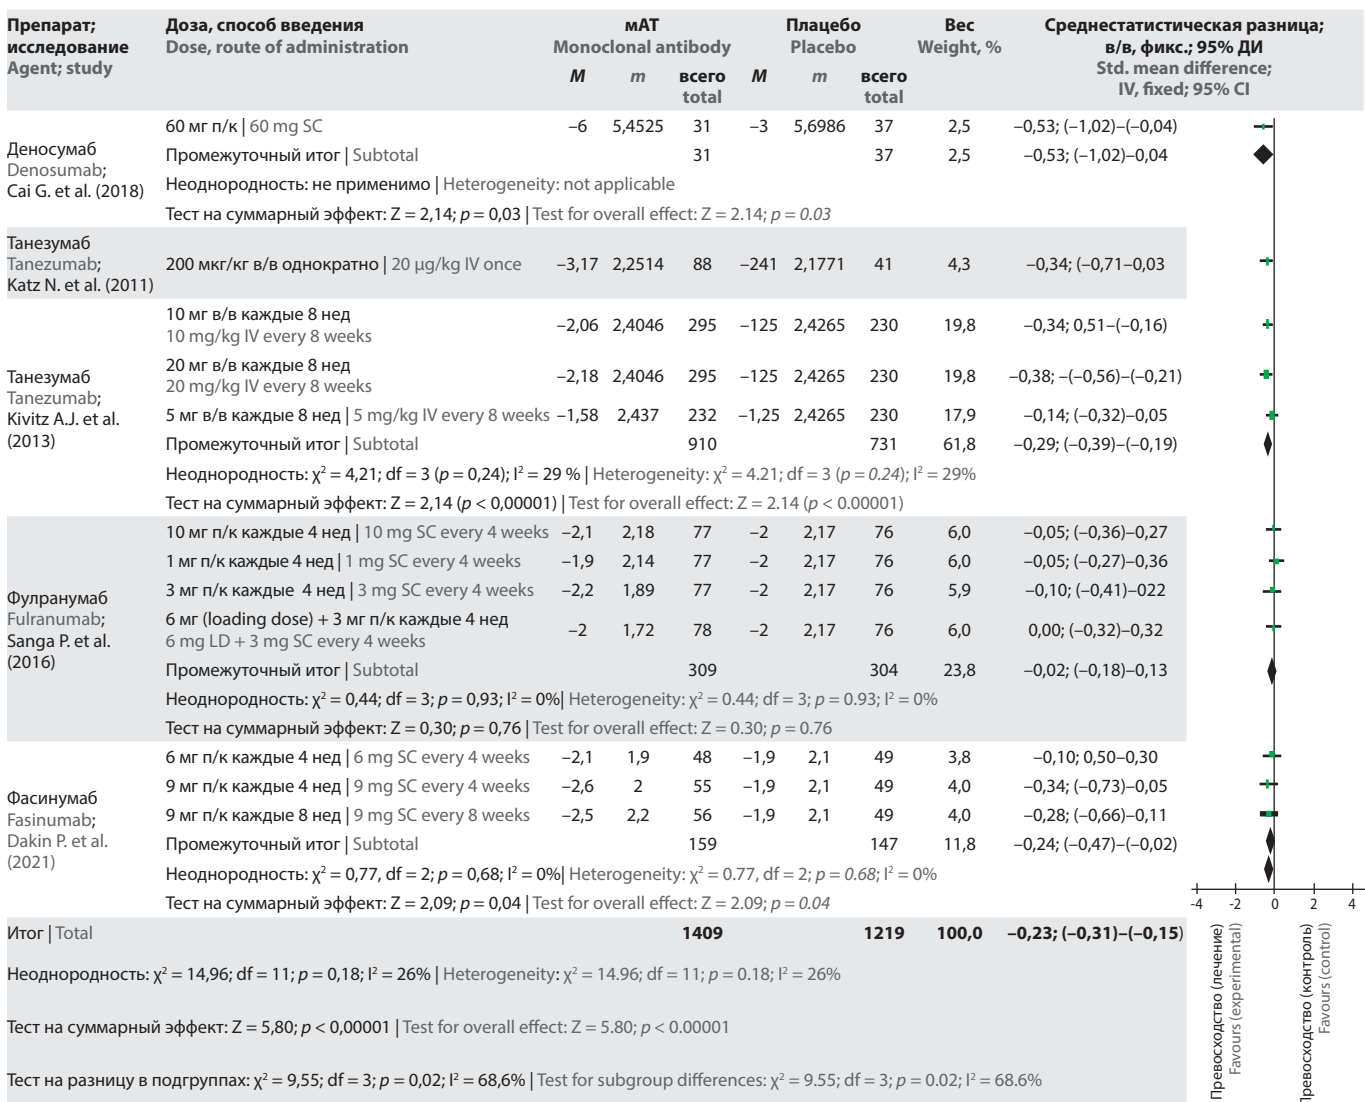 Препарат; исследование Agent; study
Доза, способ введения Dose, route of administration
мАТ Monoclonal antibody
Плацебо Placebo
Вес Weight, %
Среднестатистическая разница; в/в, фикс.; 95% ДИ Std. mean difference; IV, fixed; 95% CI
M m всего total M m всего total
Деносумаб Denosumab; Cai G. et al. (2018)
60 мг п/к | 60 mg SC –6 5,4525 31 –3 5,6986 37 2,5 –0,53; (–1,02)–(–0,04)
Промежуточный итог | Subtotal 31 37 2,5 –0,53; (–1,02)–0,04
Неоднородность: не применимо | Heterogeneity: not applicable
Тест на суммарный эффект: Z = 2,14; p = 0,03 | Test for overall effect: Z = 2.14; p = 0.03
Танезумаб Tanezumab; Katz N. et al. (2011)
200 мкг/кг в/в однократно | 20 µg/kg IV once –3,17 2,2514 88 –241 2,1771 41 4,3 –0,34; (–0,71–0,03
Танезумаб Tanezumab; Kivitz A.J. et al. (2013)
10 мг в/в каждые 8 нед
10 mg/kg IV every 8 weeks –2,06 2,4046 295 –125 2,4265 230 19,8 –0,34; 0,51–(–0,16)
20 мг в/в каждые 8 нед
20 mg/kg IV every 8 weeks –2,18 2,4046 295 –125 2,4265 230 19,8 –0,38; –(–0,56)–(–0,21)
5 мг в/в каждые 8 нед | 5 mg/kg IV every 8 weeks –1,58 2,437 232 –1,25 2,4265 230 17,9 –0,14; (–0,32)–0,05
Промежуточный итог | Subtotal 910 731 61,8 –0,29; (–0,39)–(–0,19)
Неоднородность: χ² = 4,21; df = 3 (p = 0,24); I² = 29 % | Heterogeneity: χ² = 4.21; df = 3 (p = 0.24); I² = 29%
Тест на суммарный эффект: Z = 2,14 (p < 0,00001) | Test for overall effect: Z = 2.14 (p < 0.00001)
Фулранумаб Fulranumab; Sanga P. et al. (2016)
10 мг п/к каждые 4 нед | 10 mg SC every 4 weeks –2,1 2,18 77 –2 2,17 76 6,0 –0,05; (–0,36)–0,27
1 мг п/к каждые 4 нед | 1 mg SC every 4 weeks –1,9 2,14 77 –2 2,17 76 6,0 –0,05; (–0,27)–0,36
3 мг п/к каждые 4 нед | 3 mg SC every 4 weeks –2,2 1,89 77 –2 2,17 76 5,9 –0,10; (–0,41)–022
6 мг (loading dose) + 3 мг п/к каждые 4 нед
6 mg LD + 3 mg SC every 4 weeks –2 1,72 78 –2 2,17 76 6,0 0,00; (–0,32)–0,32
Промежуточный итог | Subtotal 309 304 23,8 –0,02; (–0,18)–0,13
Неоднородность: χ² = 0,44; df = 3; p = 0,93; I² = 0%| Heterogeneity: χ² = 0.44; df = 3; p = 0.93; I² = 0%
Тест на суммарный эффект: Z = 0,30; p = 0,76 | Test for overall effect: Z = 0.30; p = 0.76
Фасинумаб Fasinumab; Dakin P. et al. (2021)
6 мг п/к каждые 4 нед | 6 mg SC every 4 weeks –2,1 1,9 48 –1,9 2,1 49 3,8 –0,10; 0,50–0,30
9 мг п/к каждые 4 нед | 9 mg SC every 4 weeks –2,6 2 55 –1,9 2,1 49 4,0 –0,34; (–0,73)–0,05
9 мг п/к каждые 8 нед | 9 mg SC every 8 weeks –2,5 2,2 56 –1,9 2,1 49 4,0 –0,28; (–0,66)–0,11
Промежуточный итог | Subtotal 159 147 11,8 –0,24; (–0,47)–(–0,02)
Неоднородность: χ² = 0,77, df = 2; p = 0,68; I² = 0%| Heterogeneity: χ² = 0.77, df = 2; p = 0.68; I² = 0%
Тест на суммарный эффект: Z = 2,09; p = 0,04 | Test for overall effect: Z = 2.09; p = 0.04
-4 -2 0 2 4
Итог | Total 1409 1219 100,0 –0,23; (–0,31)–(–0,15)
Неоднородность: χ² = 14,96; df = 11; p = 0,18; I² = 26% | Heterogeneity: χ² = 14.96; df = 11; p = 0.18; I² = 26%
Тест на суммарный эффект: Z = 5,80; p < 0,00001 | Test for overall effect: Z = 5.80; p < 0.00001
Тест на разницу в подгруппах: χ² = 9,55; df = 3; p = 0,02; I² = 68,6% | Test for subgroup differences: χ² = 9.55; df = 3; p = 0.02; I² = 68.6%
Превосходство (лечение)
Favours (experimental)
Превосходство (контроль)
Favours (control)